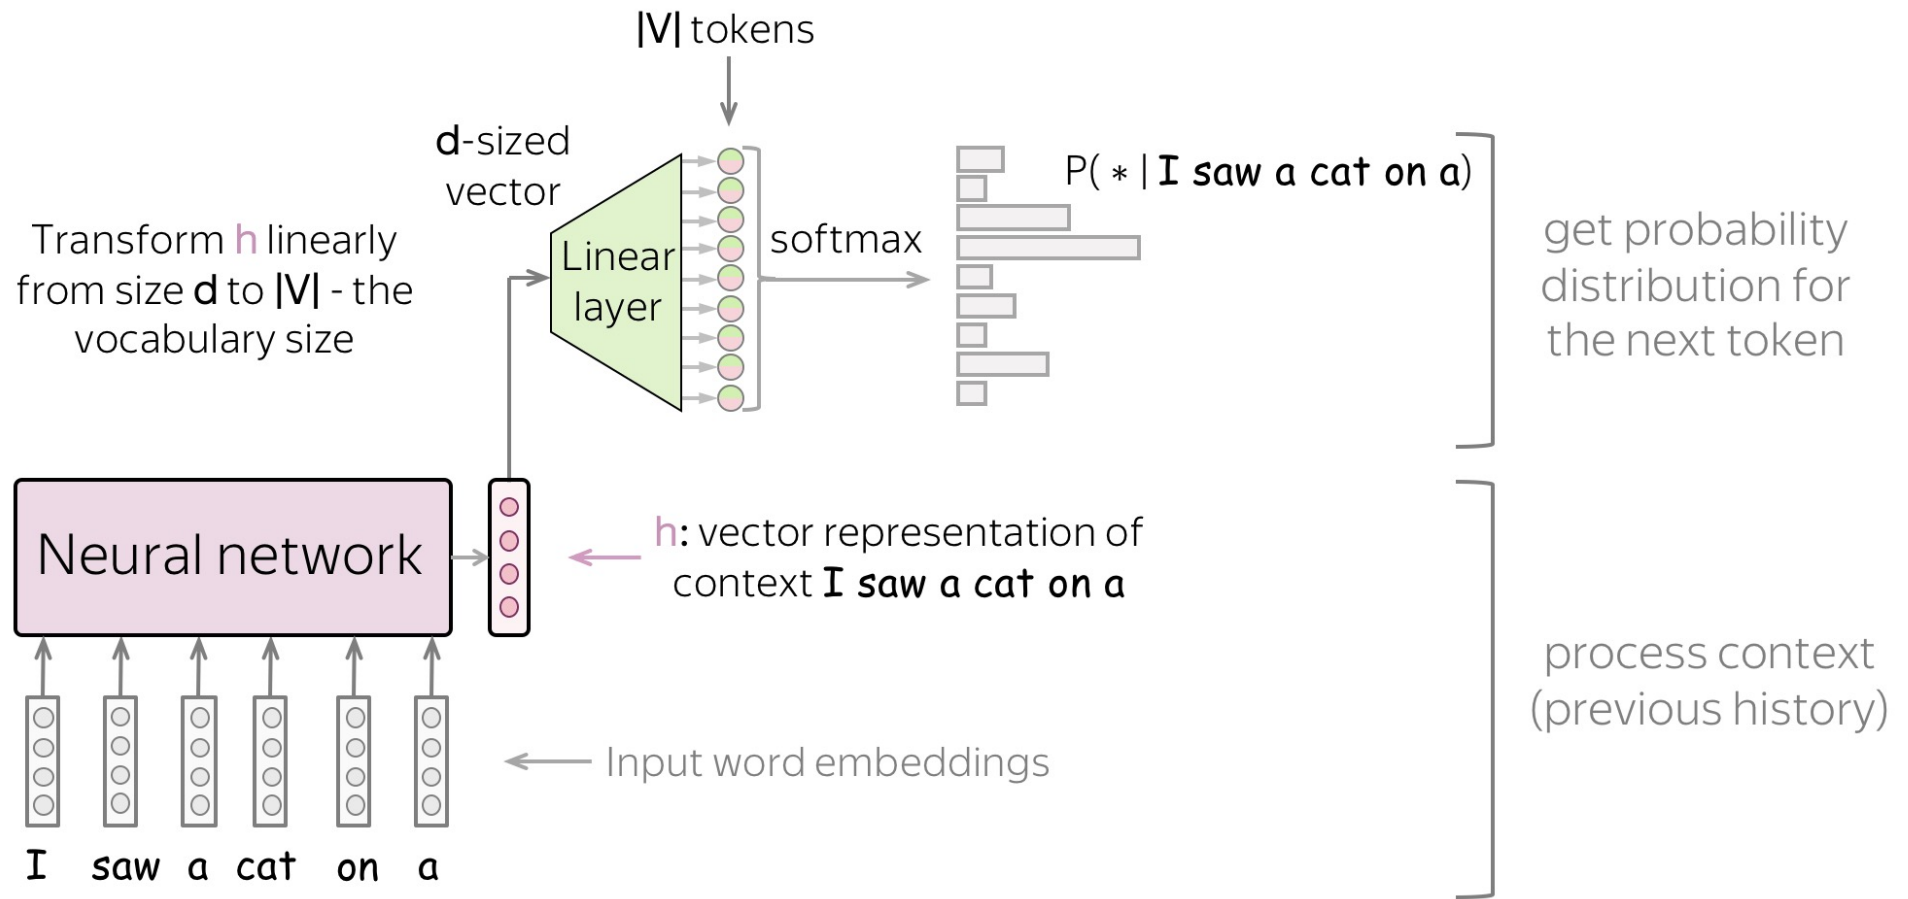 |V| tokens
d-sized
vector
Transform h linearly
from size d to |V| - the
vocabulary size
Linear
layer
softmax
P( * | I saw a cat on a)
get probability
distribution for
the next token
Neural network
h: vector representation of
context I saw a cat on a
process context
(previous history)
Input word embeddings
I saw a cat on a